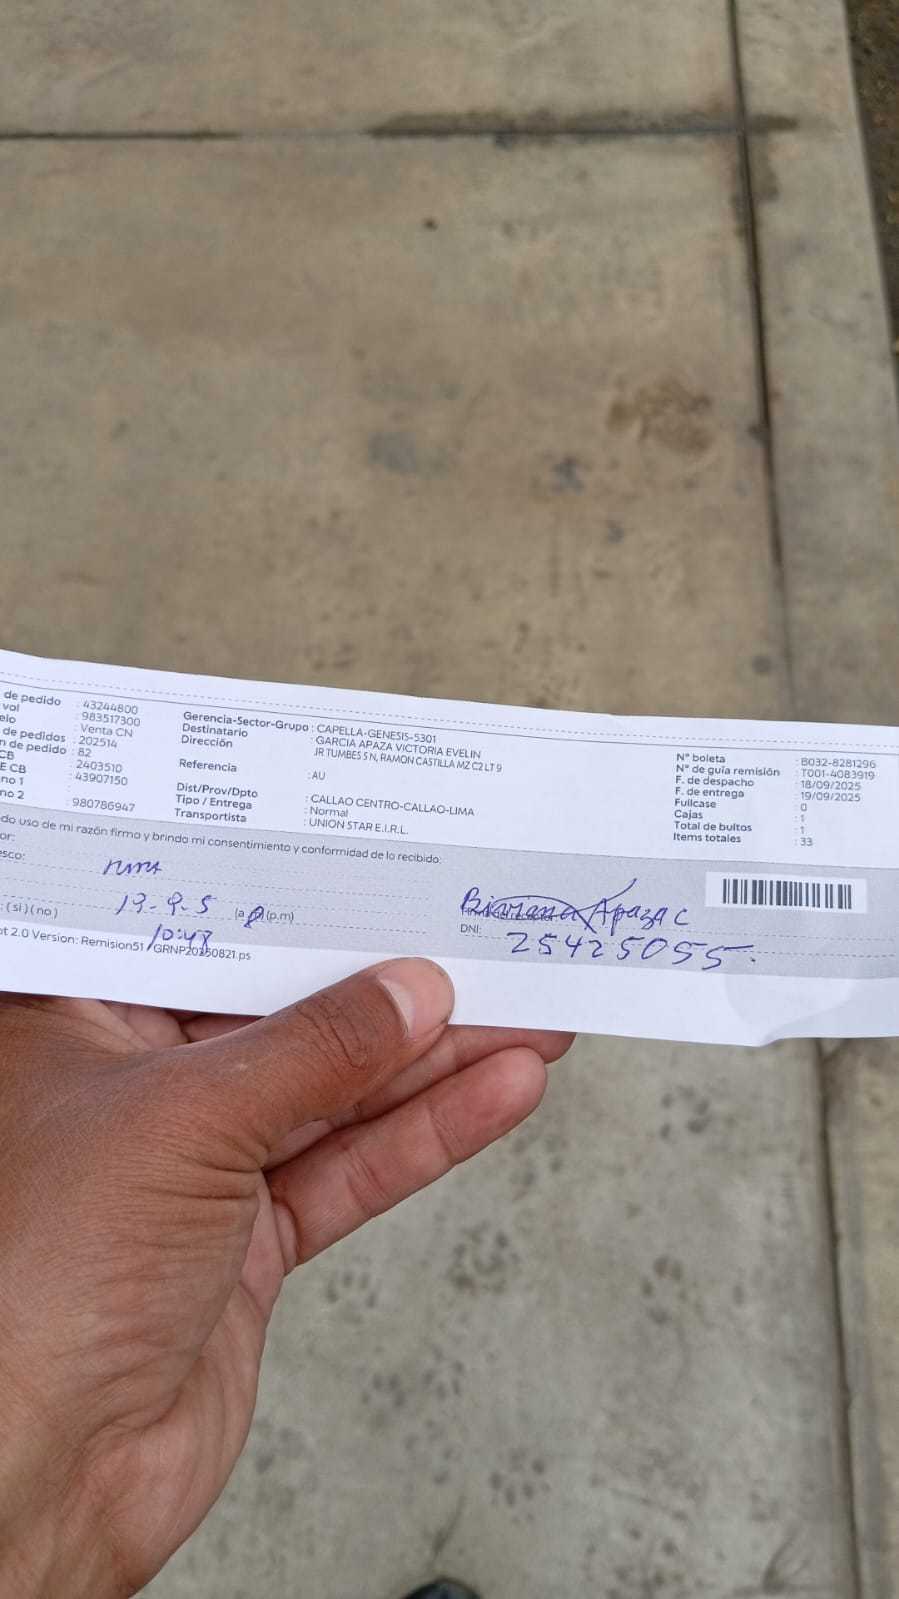 de pedido : 43244800
vol : 983517300
elo : Venta CN
de pedidos : 202514
n de pedido : 82
CB : 2403510
E CB : 43907150
no 1 :
no 2 : 980786947
Gerencia-Sector-Grupo : CAPELLA-GENESIS-5301
Destinatario : GARCIA APAZA VICTORIA EVELIN
Dirección JR TUMBES S N, RAMON CASTILLA MZ C2 LT 9
Referencia : AU
Dist/Prov/Dpto : CALLAO CENTRO-CALLAO-LIMA
Tipo / Entrega : Normal
Transportista : UNION STAR E.I.R.L.
N° boleta : B032-8281296
N° de guía remisión : T001-4083919
F. de despacho : 18/09/2025
F. de entrega : 19/09/2025
Fullcase : 0
Cajas : 1
Total de bultos : 1
Items totales : 33
do uso de mi razón firmo y brindo mi consentimiento y conformidad de lo recibido:
or:
esco:
: ( si ) ( no ) 19-9-5 (a (p.m)
10:48
Apaza C
DNI: 25425055.
ot 2.0 Version: Remision51 / GRNP20250821.ps